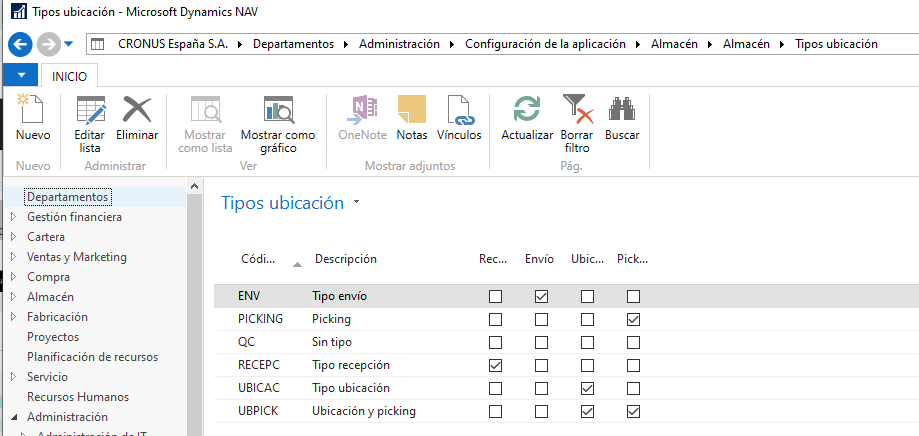 Tipos ubicación - Microsoft Dynamics NAV
CRONUS España S.A. Departamentos Administración Configuración de la aplicación Almacén Almacén Tipos ubicación
INICIO
Nuevo
Editar lista
Eliminar
Mostrar como lista
Mostrar como gráfico
OneNote
Notas
Vínculos
Actualizar
Borrar filtro
Buscar
Nuevo Administrar Ver Mostrar adjuntos Pág.
Departamentos
Gestión financiera
Cartera
Ventas y Marketing
Compra
Almacén
Fabricación
Proyectos
Planificación de recursos
Servicio
Recursos Humanos
Administración
Administración de IT
Tipos ubicación
Códi... Descripción Rec... Envío Ubic... Pick...
ENV Tipo envío
PICKING Picking
QC Sin tipo
RECEPC Tipo recepción
UBICAC Tipo ubicación
UBPICK Ubicación y picking